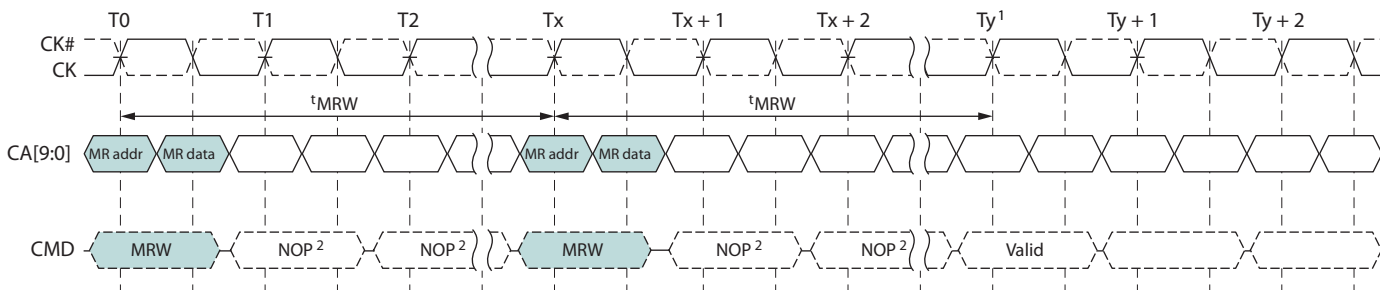 T0 T1 T2 Tx Tx + 1 Tx + 2 Ty¹ Ty + 1 Ty + 2
CK#
CK
ᵗMRW ᵗMRW
CA[9:0] MR addr MR data MR addr MR data
CMD MRW NOP ² NOP ² MRW NOP ² NOP ² Valid